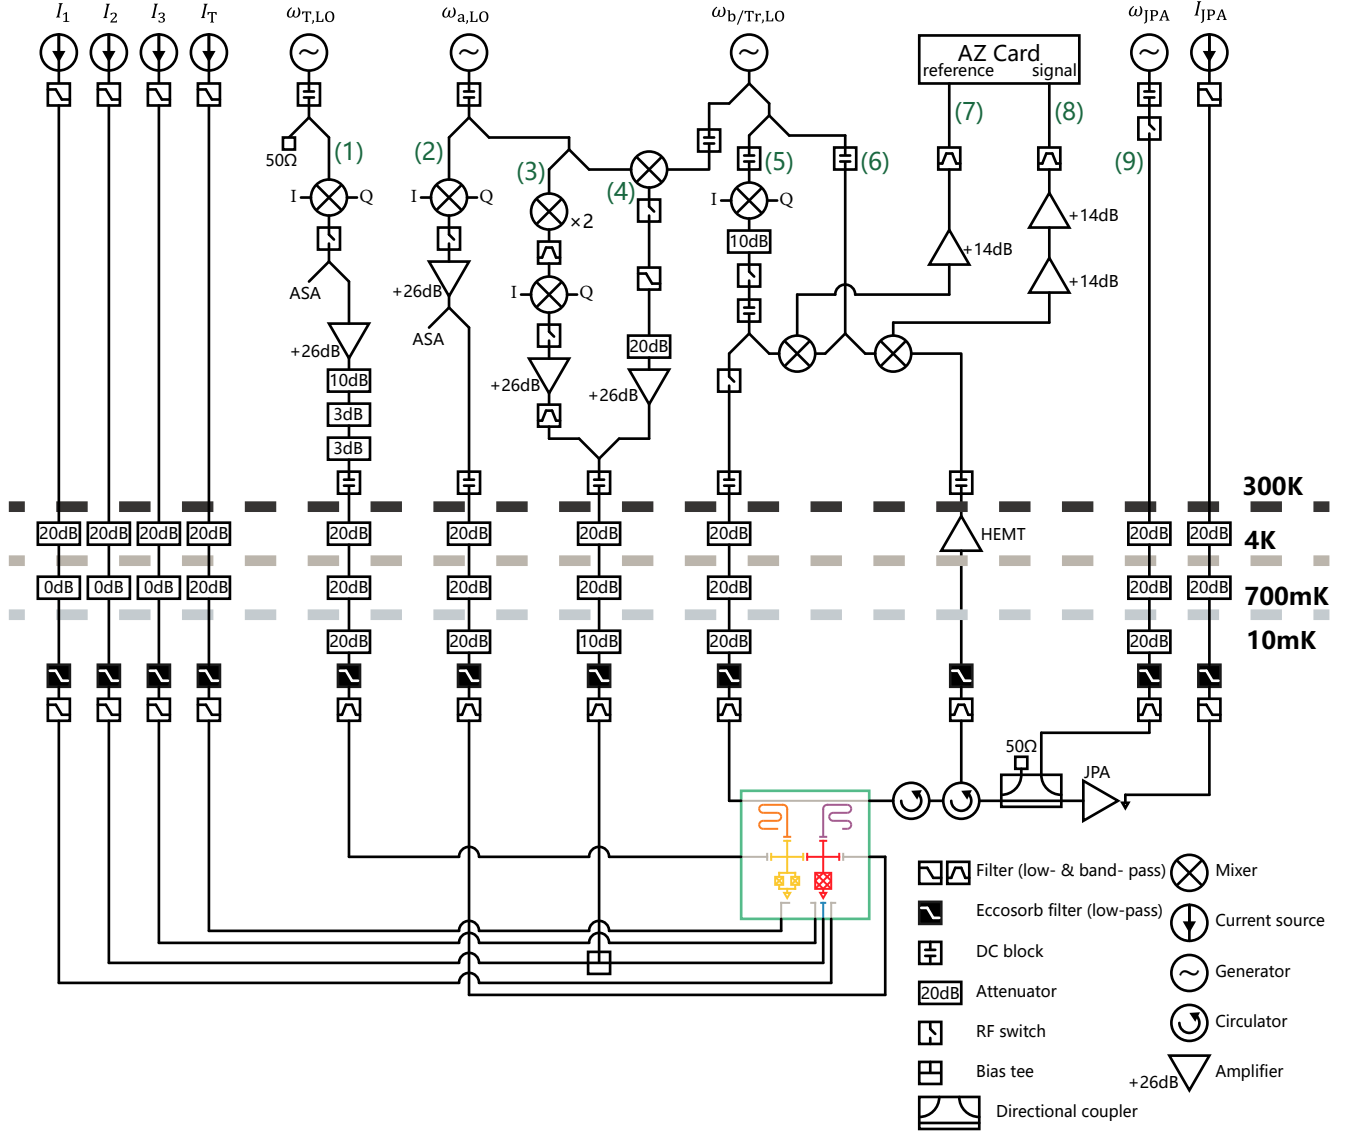 I1 I2 I3 IT ωT,LO ωa,LO ωb/Tr,LO ωJPA IJPA
AZ Card
reference signal
(7) (8)
50Ω (1) (2) (3) (4) (5) (6) (9)
I Q I Q ×2 I Q
10dB +14dB +14dB
ASA +26dB I Q +14dB
ASA
+26dB 20dB
+26dB +26dB
10dB
3dB
3dB
300K
20dB 20dB 20dB 20dB 20dB 20dB 20dB 20dB HEMT 20dB 20dB
4K
0dB 0dB 0dB 20dB 20dB 20dB 20dB 20dB 20dB 20dB
700mK
20dB 20dB 10dB 20dB 20dB
10mK
50Ω
JPA
Filter (low- & band- pass) Mixer
Eccosorb filter (low-pass) Current source
DC block Generator
20dB Attenuator
RF switch Circulator
Bias tee +26dB Amplifier
Directional coupler